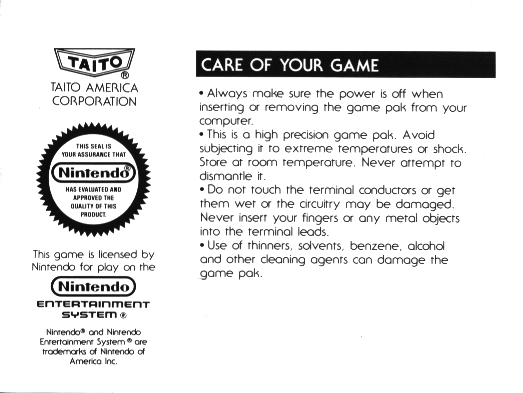 TAITO®
TAITO AMERICA
CORPORATION
THIS SEAL IS
YOUR ASSURANCE THAT
Nintendo®
HAS EVALUATED AND
APPROVED THE
QUALITY OF THIS
PRODUCT.
This game is licensed by
Nintendo for play on the
Nintendo
ENTERTAINMENT
SYSTEM ®
Nintendo® and Nintendo
Entertainment System® are
trademarks of Nintendo of
America Inc.
CARE OF YOUR GAME
• Always make sure the power is off when
inserting or removing the game pak from your
computer.
• This is a high precision game pak. Avoid
subjecting it to extreme temperatures or shock.
Store at room temperature. Never attempt to
dismantle it.
• Do not touch the terminal conductors or get
them wet or the circuitry may be damaged.
Never insert your fingers or any metal objects
into the terminal leads.
• Use of thinners, solvents, benzene, alcohol
and other cleaning agents can damage the
game pak.